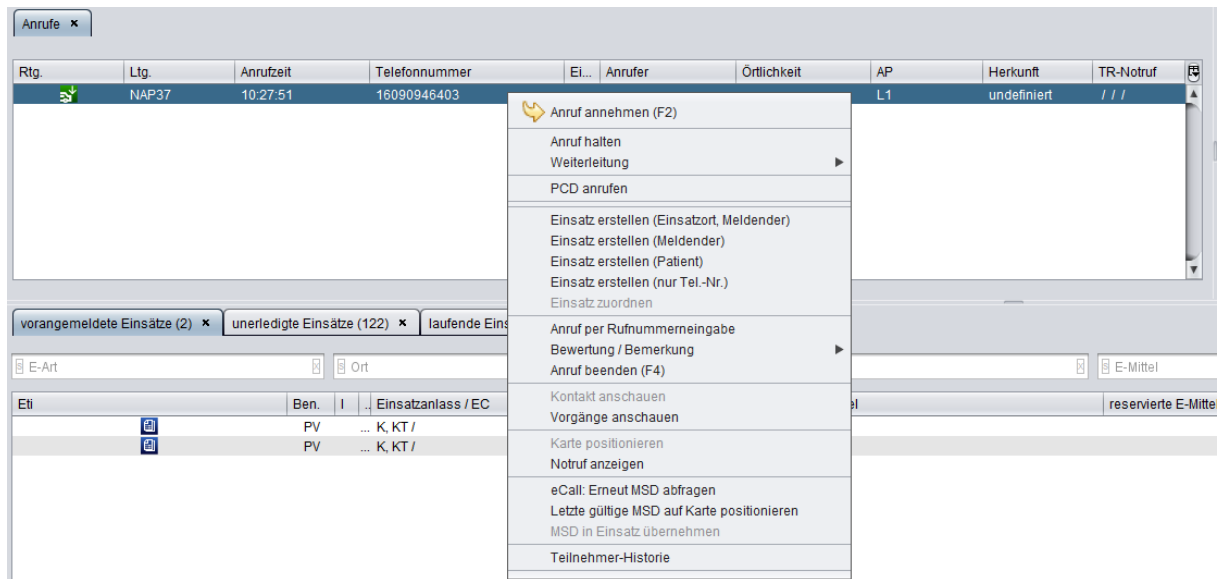 Anrufe
Rtg. Ltg. Anrufzeit Telefonnummer Ei... Anrufer Örtlichkeit AP Herkunft TR-Notruf
NAP37 10:27:51 16090946403 L1 undefiniert / / /
Anruf annehmen (F2)
Anruf halten
Weiterleitung
PCD anrufen
Einsatz erstellen (Einsatzort, Meldender)
Einsatz erstellen (Meldender)
Einsatz erstellen (Patient)
Einsatz erstellen (nur Tel.-Nr.)
Einsatz zuordnen
Anruf per Rufnummerneingabe
Bewertung / Bemerkung
Anruf beenden (F4)
Kontakt anschauen
Vorgänge anschauen
Karte positionieren
Notruf anzeigen
eCall: Erneut MSD abfragen
Letzte gültige MSD auf Karte positionieren
MSD in Einsatz übernehmen
Teilnehmer-Historie
vorangemeldete Einsätze (2) unerledigte Einsätze (122) laufende Eins
E-Art Ort E-Mittel
Eti Ben. I .. Einsatzanlass / EC el reservierte E-Mittel
PV ... K, KT /
PV ... K, KT /